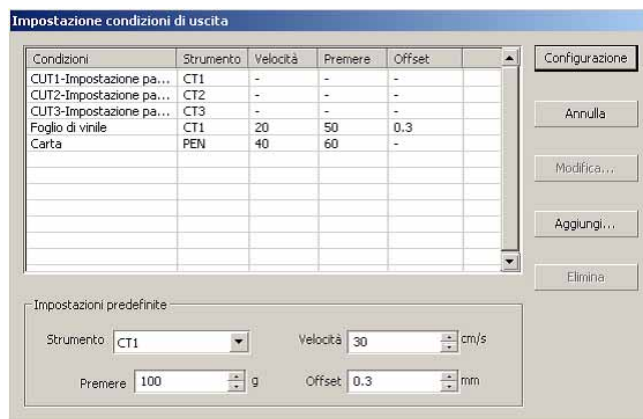 Impostazione condizioni di uscita
Condizioni Strumento Velocità Premere Offset
CUT1-Impostazione pa... CT1 - - -
CUT2-Impostazione pa... CT2 - - -
CUT3-Impostazione pa... CT3 - - -
Foglio di vinile CT1 20 50 0.3
Carta PEN 40 60 -
Configurazione
Annulla
Modifica...
Aggiungi...
Elimina
Impostazioni predefinite
Strumento CT1 Velocità 30 cm/s
Premere 100 g Offset 0.3 mm